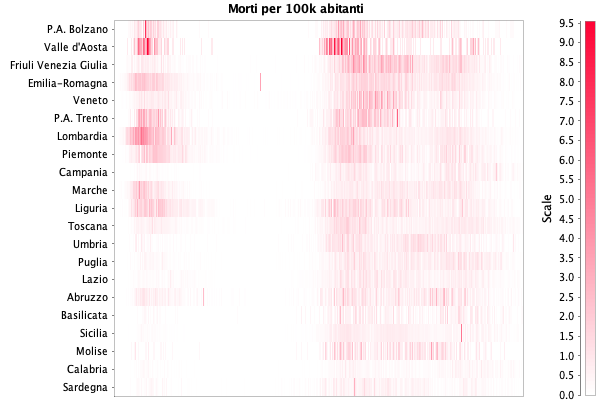 Morti per 100k abitanti
P.A. Bolzano
Valle d'Aosta
Friuli Venezia Giulia
Emilia-Romagna
Veneto
P.A. Trento
Lombardia
Piemonte
Campania
Marche
Liguria
Toscana
Umbria
Puglia
Lazio
Abruzzo
Basilicata
Sicilia
Molise
Calabria
Sardegna
Scale
9.5
9.0
8.5
8.0
7.5
7.0
6.5
6.0
5.5
5.0
4.5
4.0
3.5
3.0
2.5
2.0
1.5
1.0
0.5
0.0